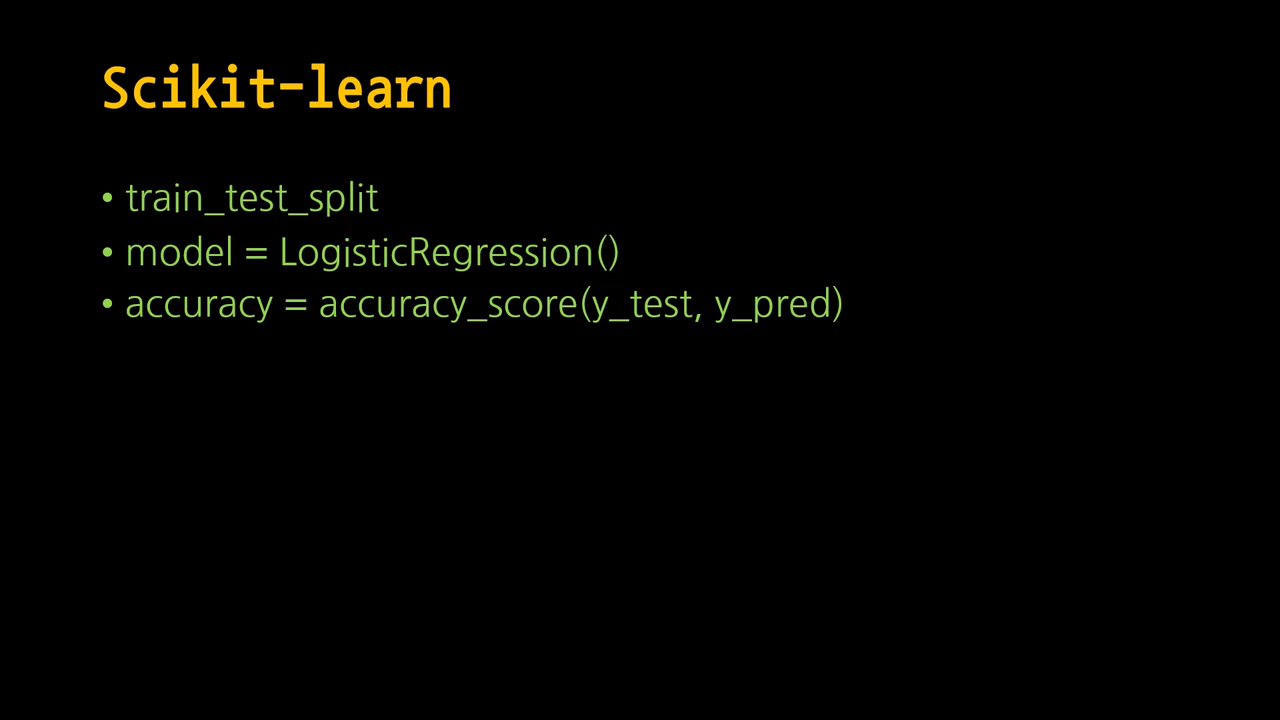 Scikit-learn
• train_test_split
• model = LogisticRegression()
• accuracy = accuracy_score(y_test, y_pred)